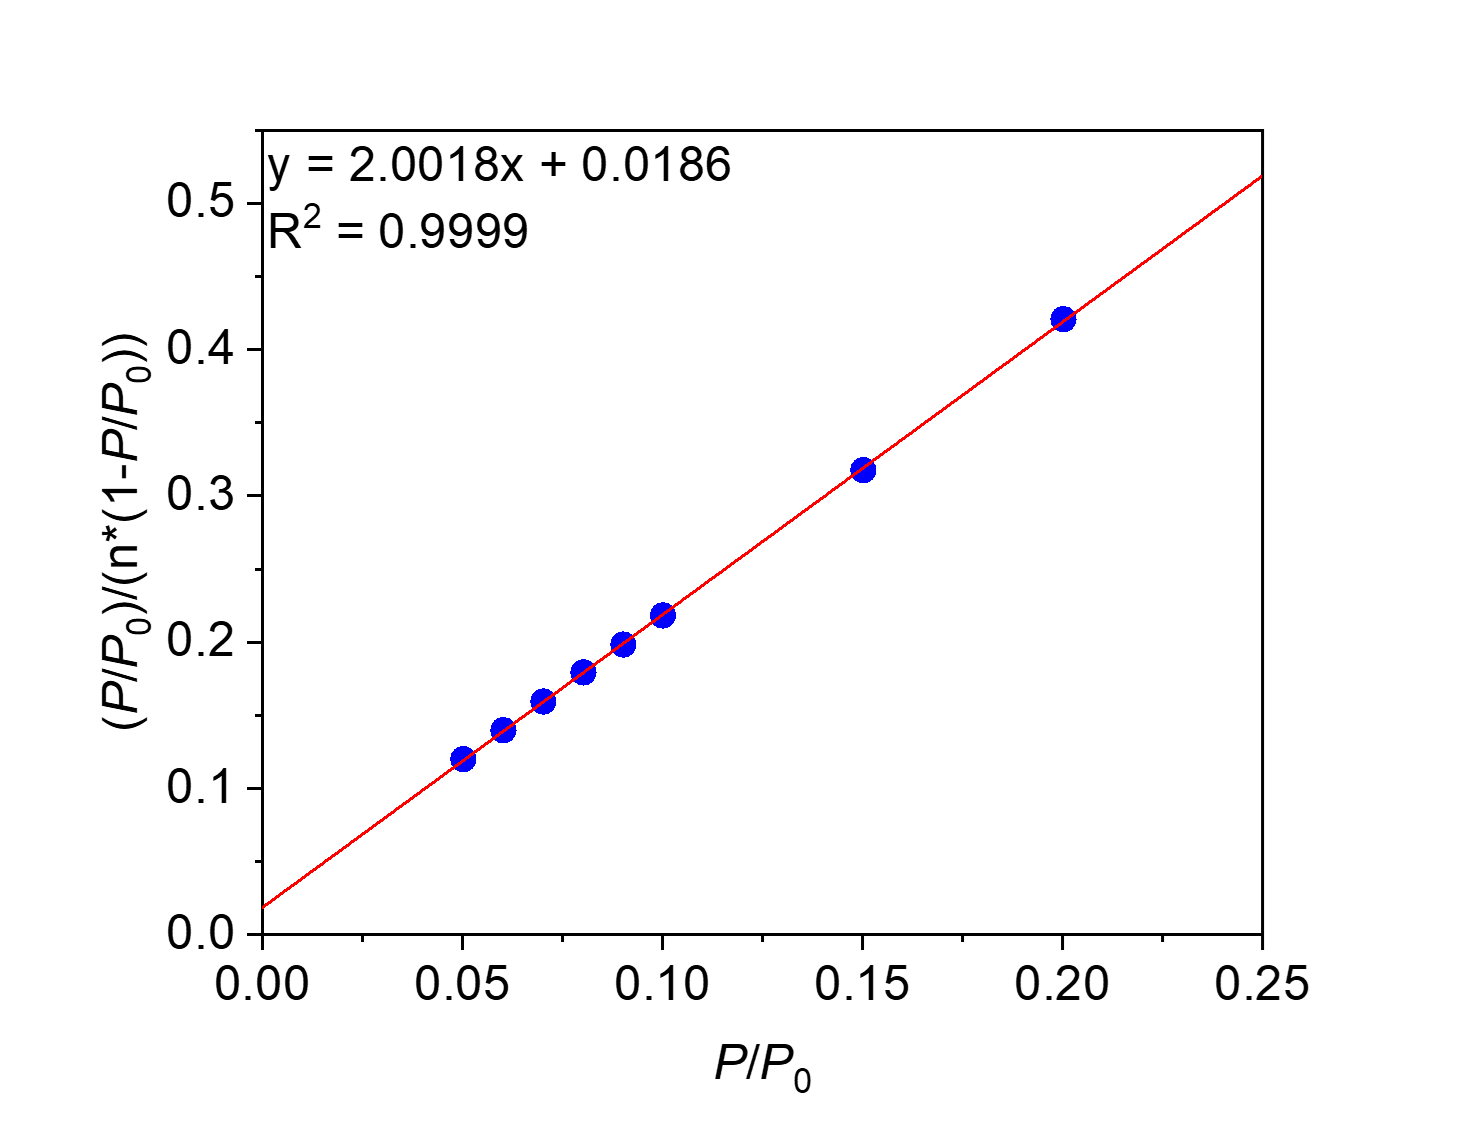 y = 2.0018x + 0.0186
R² = 0.9999
(P/P₀)/(n*(1-P/P₀))
0.5
0.4
0.3
0.2
0.1
0.0
0.00 0.05 0.10 0.15 0.20 0.25
P/P₀